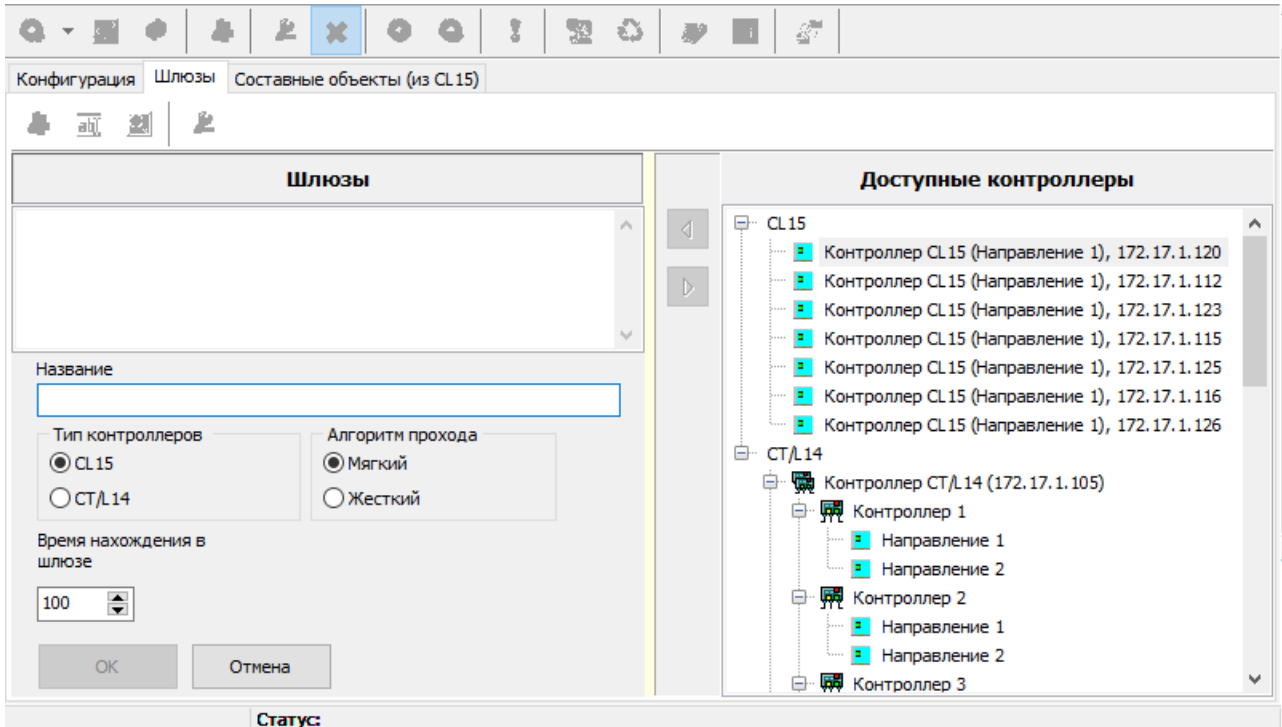 Конфигурация Шлюзы Составные объекты (из CL15)
ab
Шлюзы
Название
Тип контроллеров
CL15
CT/L14
Алгоритм прохода
Мягкий
Жесткий
Время нахождения в
шлюзе
100
OK Отмена
Доступные контроллеры
CL15
Контроллер CL15 (Направление 1), 172.17.1.120
Контроллер CL15 (Направление 1), 172.17.1.112
Контроллер CL15 (Направление 1), 172.17.1.123
Контроллер CL15 (Направление 1), 172.17.1.115
Контроллер CL15 (Направление 1), 172.17.1.125
Контроллер CL15 (Направление 1), 172.17.1.116
Контроллер CL15 (Направление 1), 172.17.1.126
CT/L14
Контроллер CT/L14 (172.17.1.105)
Контроллер 1
Направление 1
Направление 2
Контроллер 2
Направление 1
Направление 2
Контроллер 3
Статус: